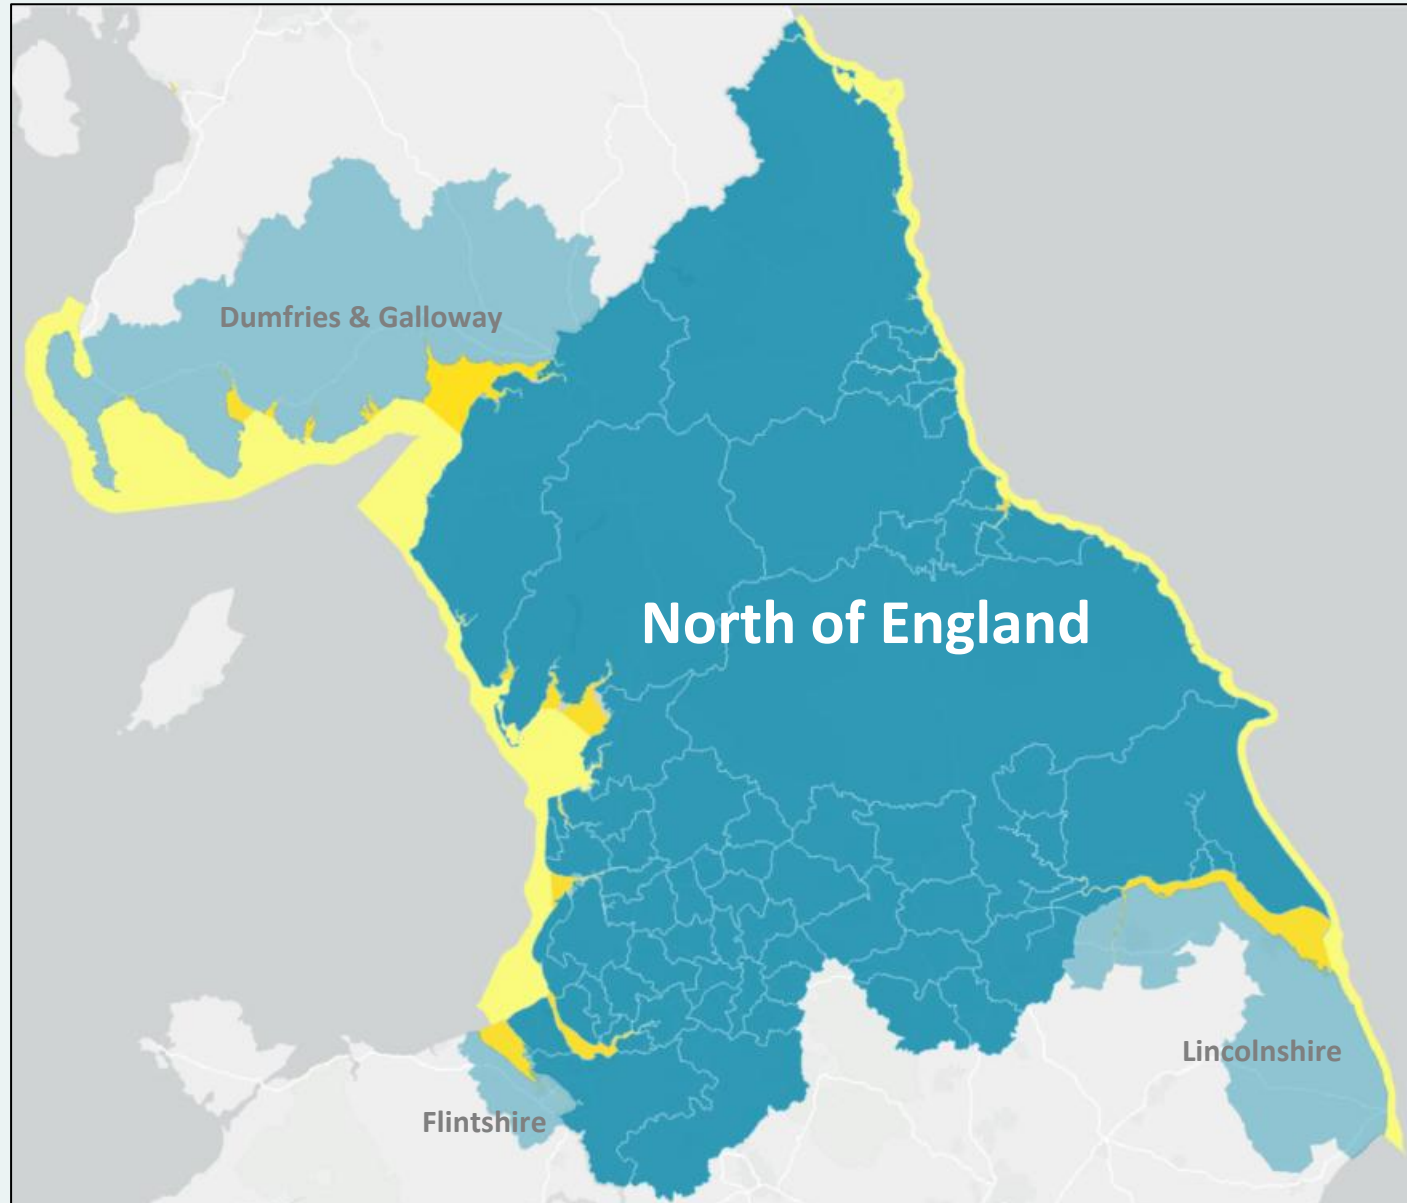 Dumfries & Galloway
North of England
Lincolnshire
Flintshire